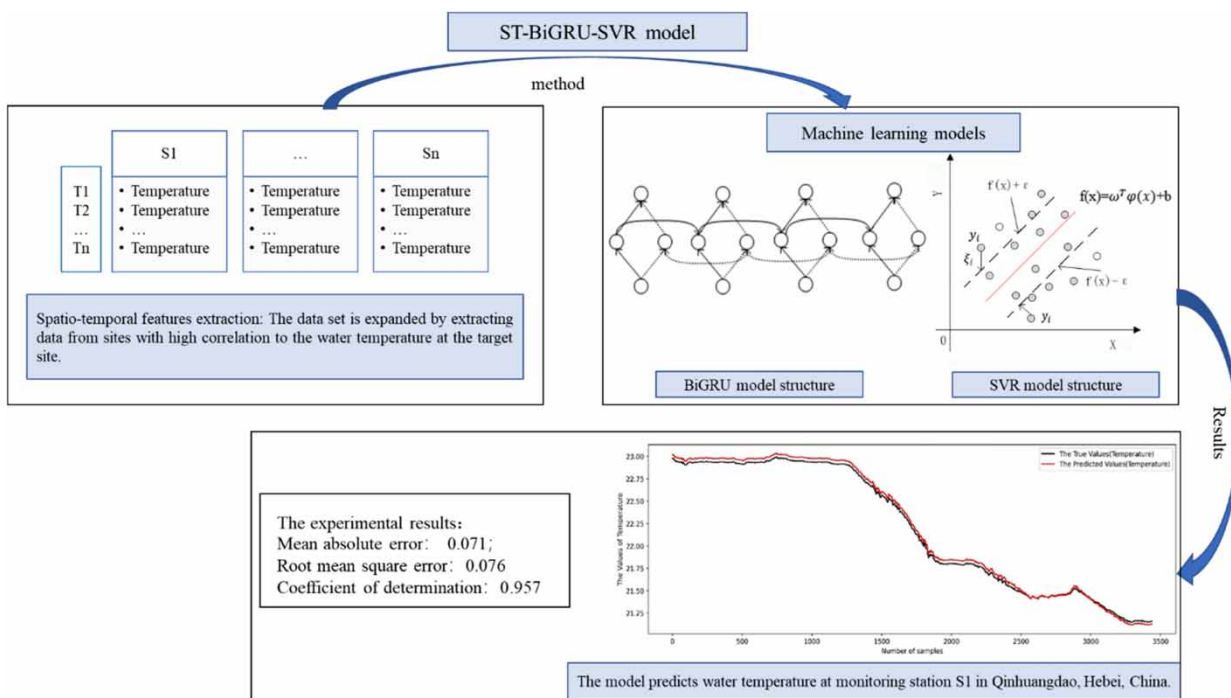 ST-BiGRU-SVR model
method
S1
…
Sn
T1
T2
…
Tn
• Temperature
• Temperature
• …
• Temperature
• Temperature
• Temperature
• …
• Temperature
• Temperature
• Temperature
• …
• Temperature
Spatio-temporal features extraction: The data set is expanded by extracting
data from sites with high correlation to the water temperature at the target
site.
Machine learning models
Y
f(x)+ε
f(x)=ω^T φ(x)+b
y_i
ξ_i
f(x)−ε
y_i
0
X
BiGRU model structure
SVR model structure
Results
The experimental results:
Mean absolute error: 0.071;
Root mean square error: 0.076
Coefficient of determination: 0.957
The True Values(Temperature)
The Predicted Values(Temperature)
The Values of Temperature
23.00
22.75
22.50
22.25
22.00
21.75
21.50
21.25
0
500
1000
1500
2000
2500
3000
3500
Number of samples
The model predicts water temperature at monitoring station S1 in Qinhuangdao, Hebei, China.